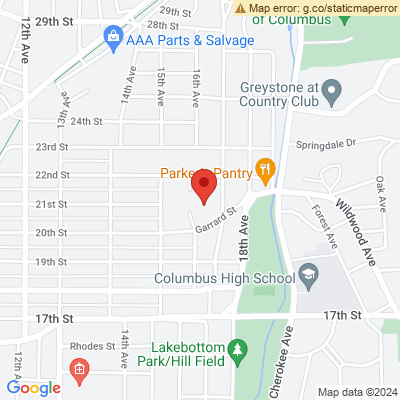 Map error: g.co/staticmaperror
of Columbus
12th Ave
29th St
28th St
28th St
AAA Parts & Salvage
14th Ave
15th Ave
16th Ave
13th Ave
Greystone at
Country Club
24th St
23rd St
Springdale Dr
22nd St
Parker's Pantry
21st St
Oak Ave
Garrard St
Forest Ave
Wildwood Ave
20th St
18th Ave
19th St
Columbus High School
17th St
17th St
14th Ave
Rhodes St
Lakebottom
Park/Hill Field
Cherokee Ave
12th Ave
Google
Map data ©2024